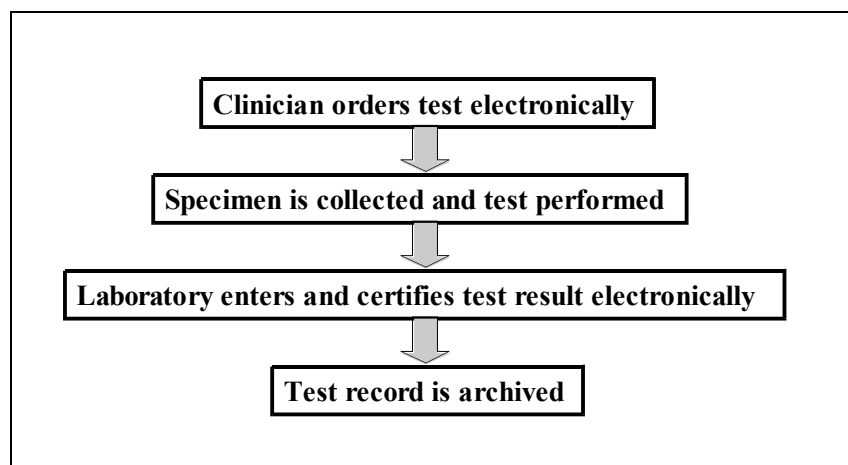 Clinician orders test electronically
Specimen is collected and test performed
Laboratory enters and certifies test result electronically
Test record is archived